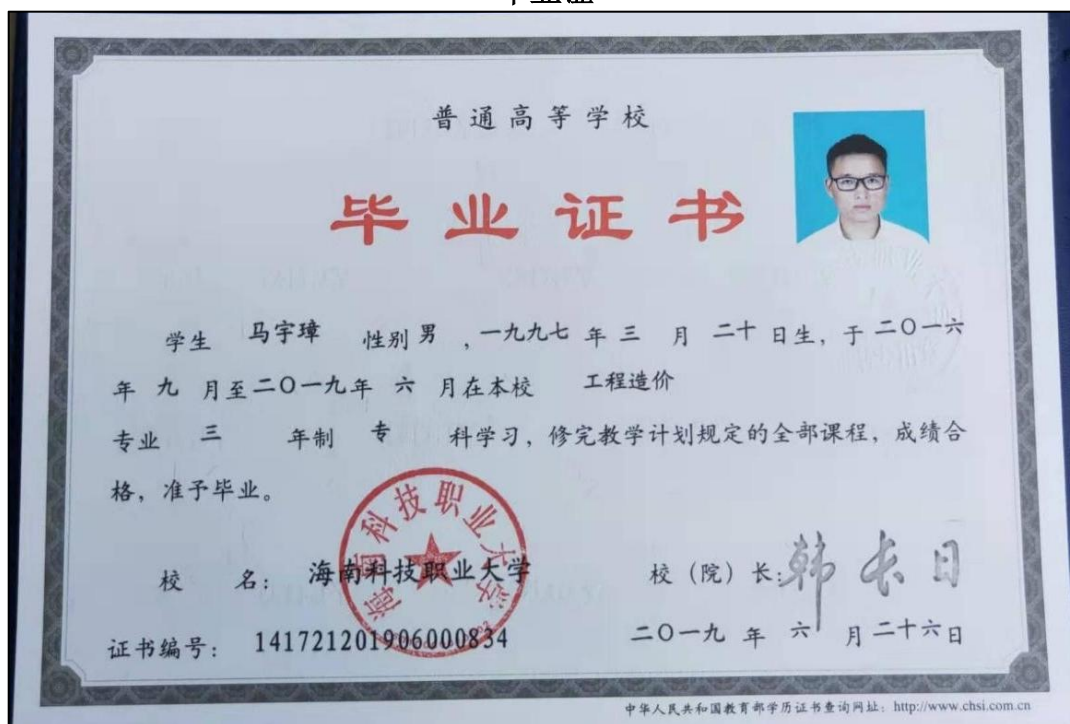 普通高等学校
毕业证书
学生 马宇璋 性别 男 ,一九九七 年 三 月 二十 日生，于 二〇一六
年 九 月至 二〇一九年 六 月在本校 工程造价
专业 三 年制 专 科学习，修完教学计划规定的全部课程，成绩合
格，准予毕业。
海南科技职业大学
校 名： 海南科技职业大学 校（院）长: 韩长日
证书编号： 141721201906000834 二〇一九 年 六 月 二十六日
中华人民共和国教育部学历证书查询网址：http://www.chsi.com.cn